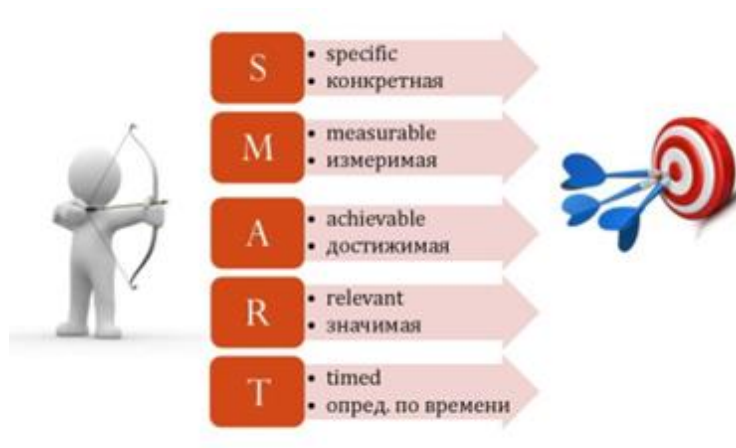 S
• specific
• конкретная
M
• measurable
• измеримая
A
• achievable
• достижимая
R
• relevant
• значимая
T
• timed
• опред. по времени